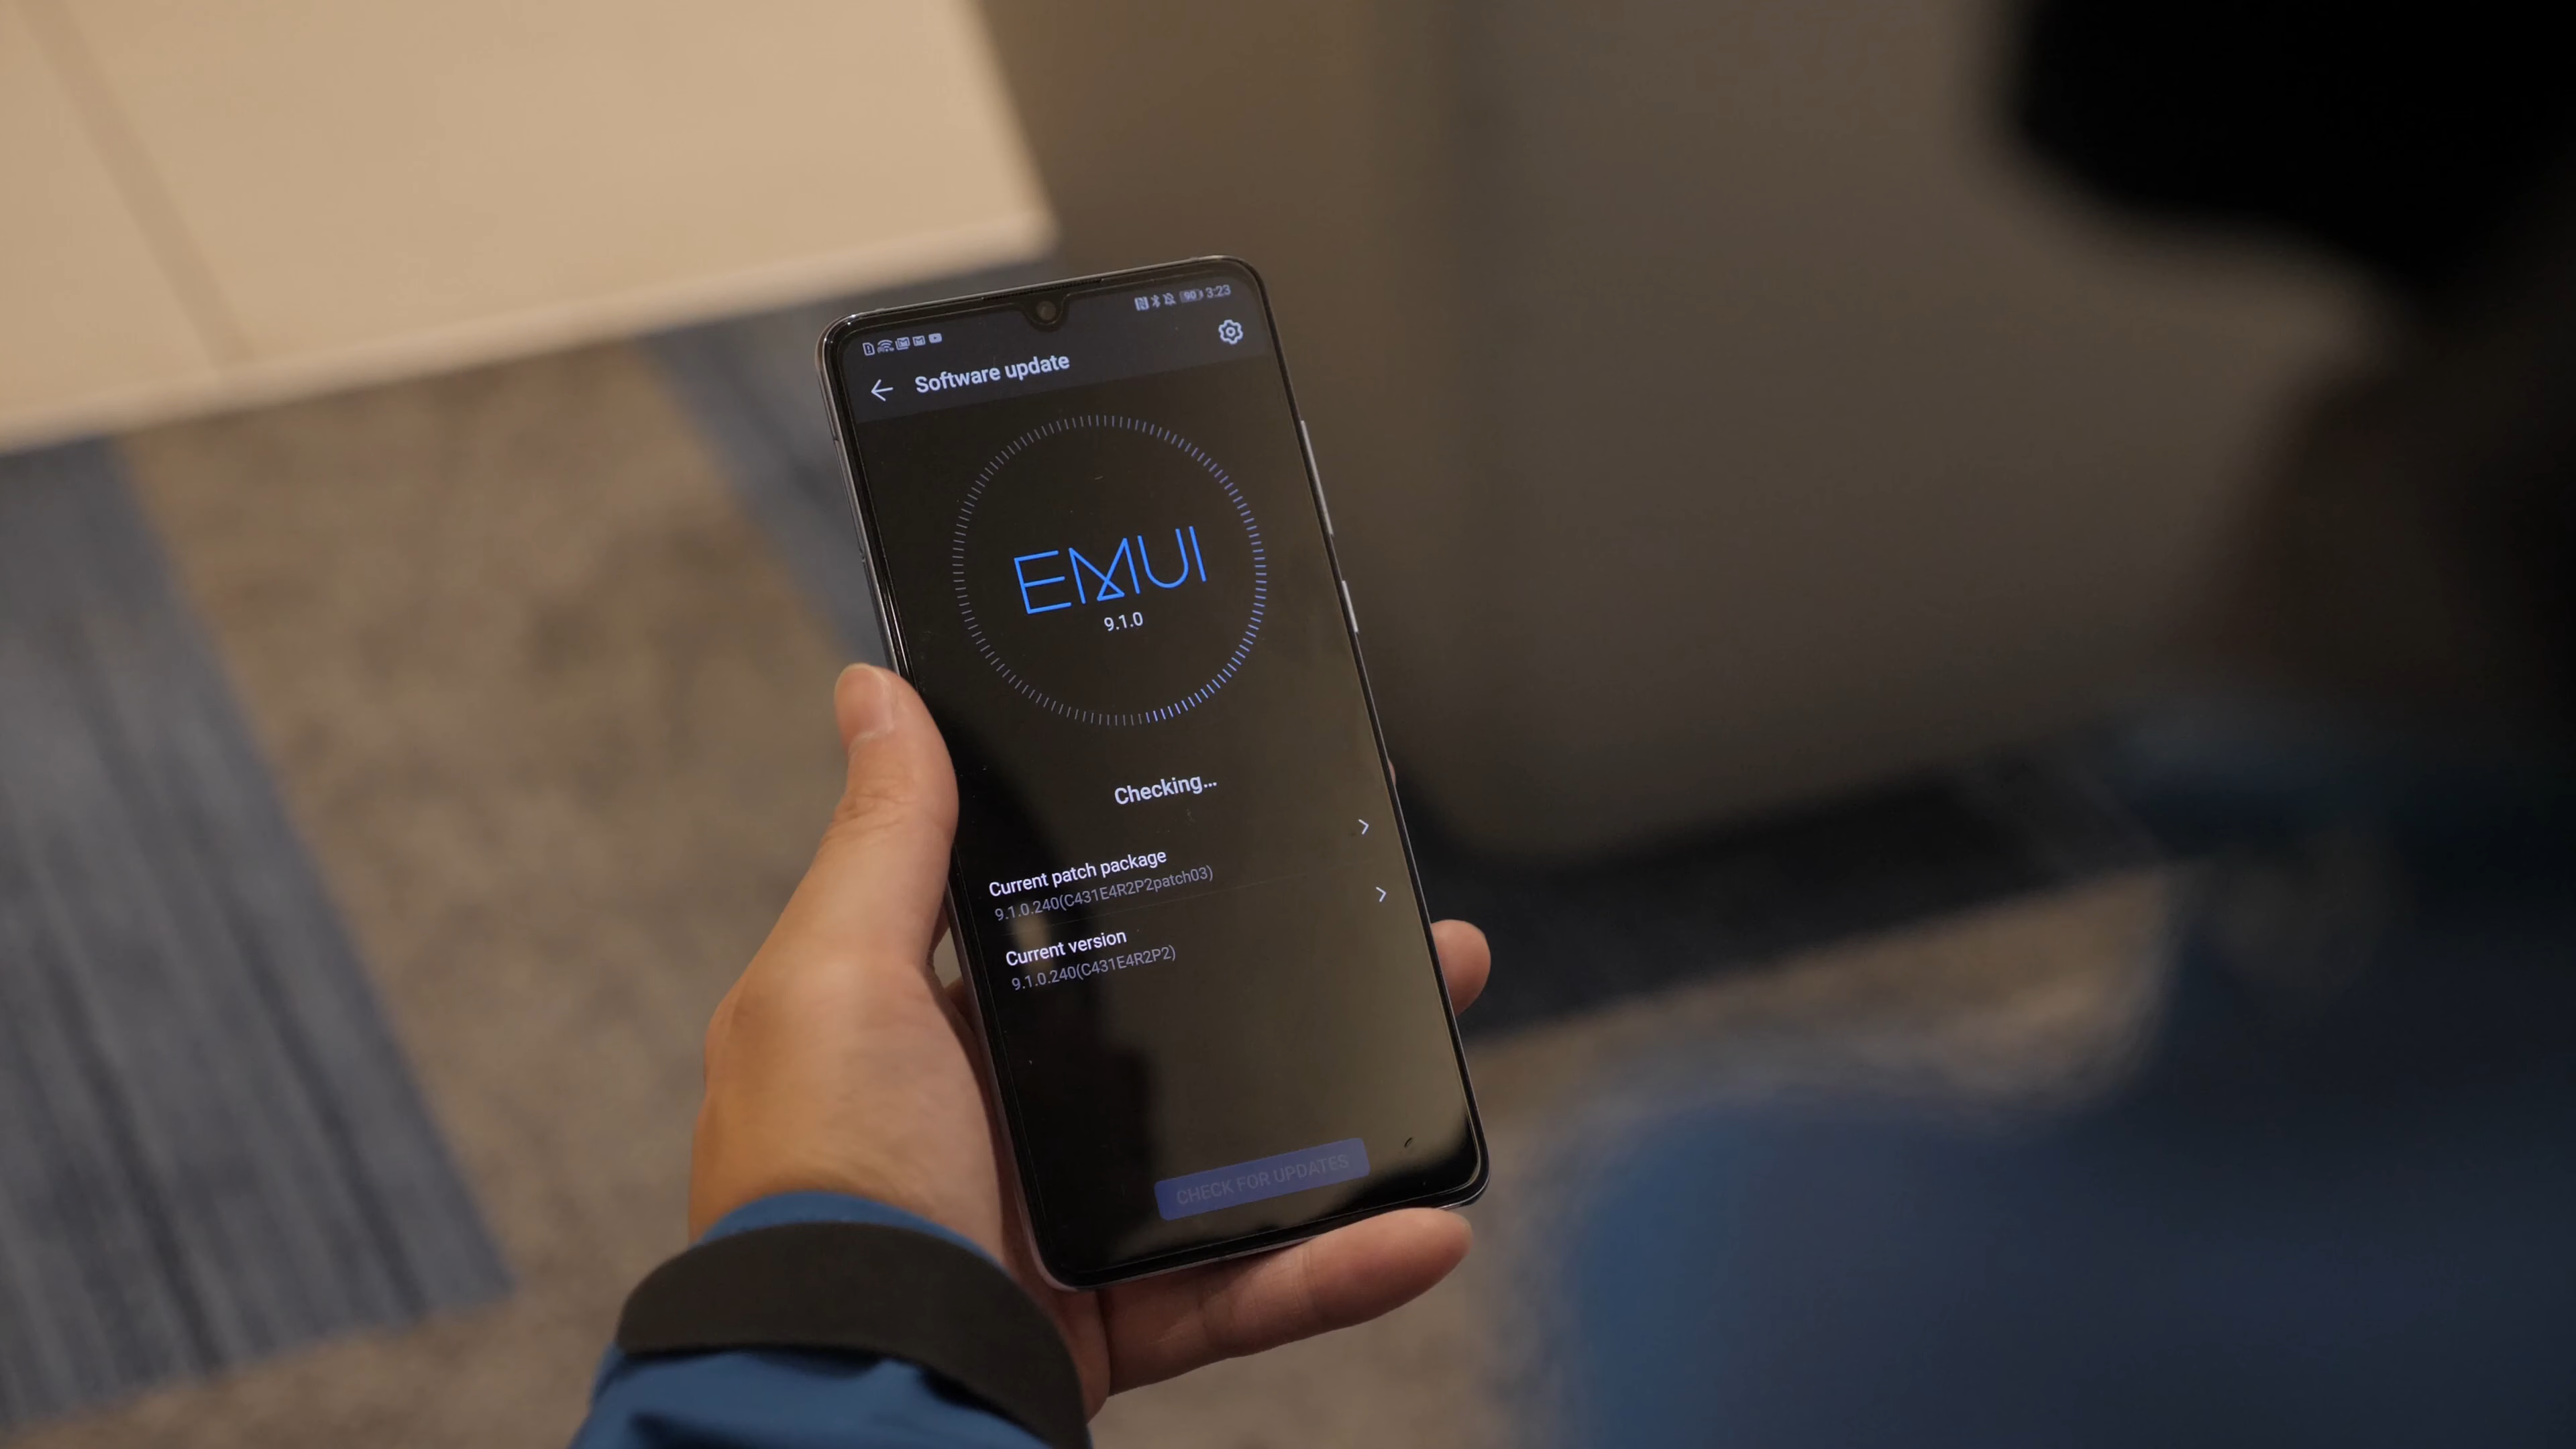 90 3:23
Software update
EMUI
9.1.0
Checking...
Current patch package
9.1.0.240(C431E4R2P2patch03)
Current version
9.1.0.240(C431E4R2P2)
CHECK FOR UPDATES